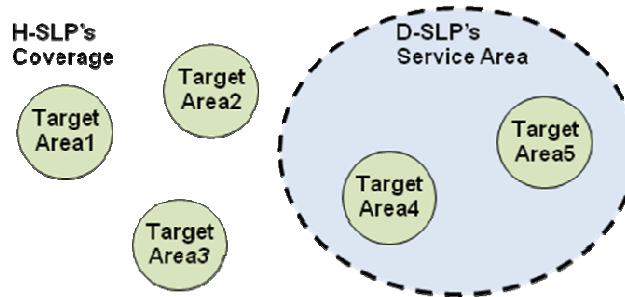 H-SLP's
Coverage
D-SLP's
Service Area
Target
Area1
Target
Area2
Target
Area3
Target
Area4
Target
Area5